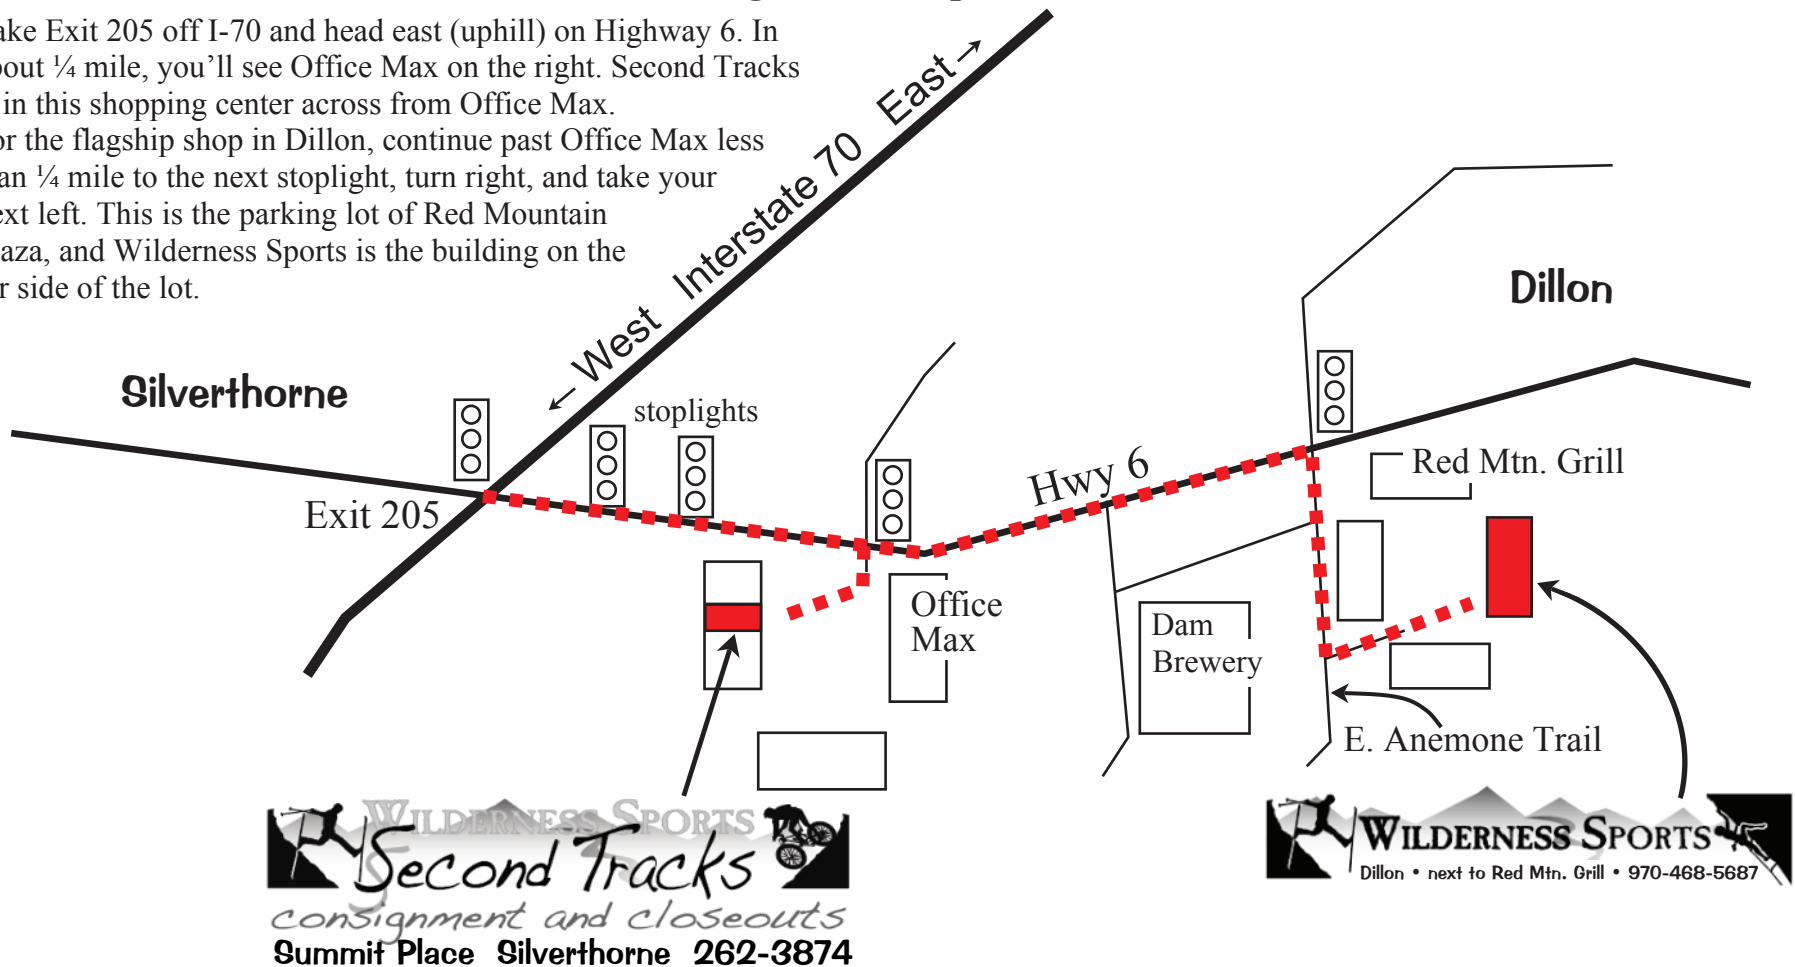 ake Exit 205 off I-70 and head east (uphill) on Highway 6. In
bout ¼ mile, you’ll see Office Max on the right. Second Tracks
in this shopping center across from Office Max.
or the flagship shop in Dillon, continue past Office Max less
an ¼ mile to the next stoplight, turn right, and take your
ext left. This is the parking lot of Red Mountain
aza, and Wilderness Sports is the building on the
r side of the lot.
← West Interstate 70 East →
Dillon
Silverthorne
stoplights
Exit 205
Hwy 6
Red Mtn. Grill
Office
Max
Dam
Brewery
E. Anemone Trail
WILDERNESS SPORTS
Second Tracks
consignment and closeouts
Summit Place Silverthorne 262-3874
WILDERNESS SPORTS
Dillon • next to Red Mtn. Grill • 970-468-5687